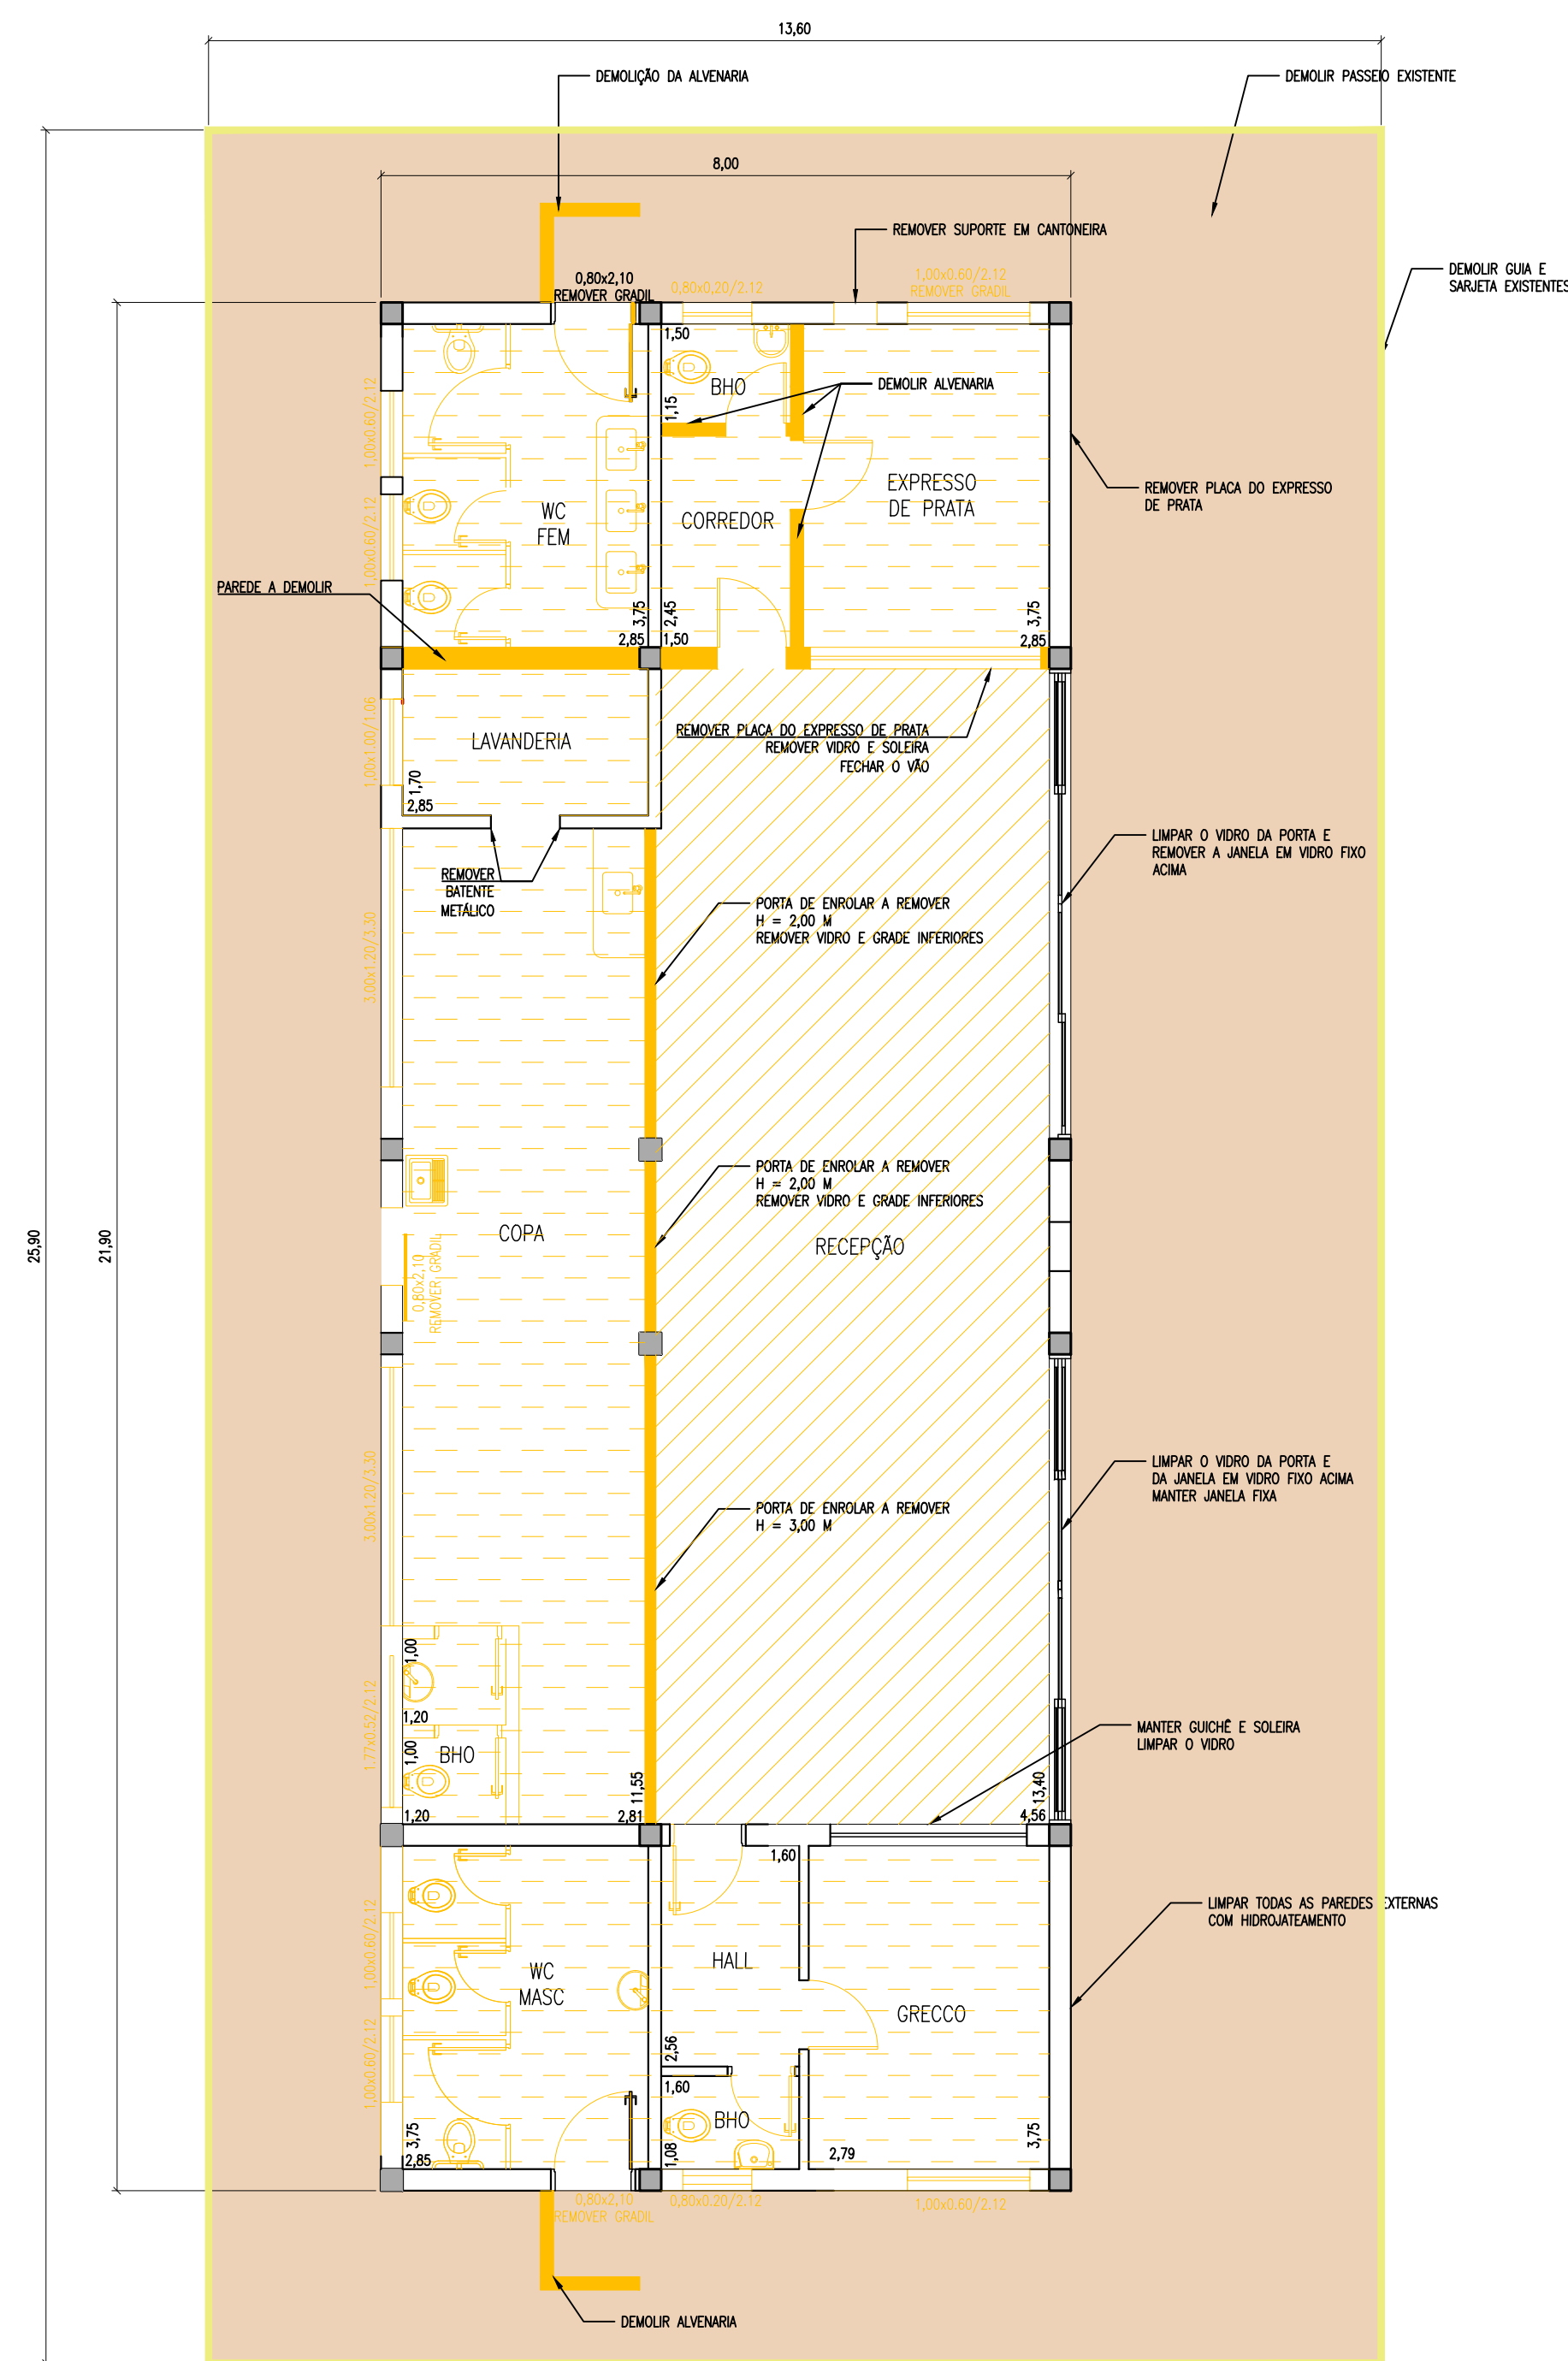 13,60
DEMOLIÇÃO DA ALVENARIA
DEMOLIR PASSEIO EXISTENTE
8,00
REMOVER SUPORTE EM CANTONEIRA
DEMOLIR GUIA E
SARJETA EXISTENTES
0,80x2,10
REMOVER GRADIL
0,80x0,20/2.12
1,00x0.60/2.12
REMOVER GRADIL
1,50
BHO
1,15
DEMOLIR ALVENARIA
1,00x0.60/2.12
EXPRESSO
DE PRATA
REMOVER PLACA DO EXPRESSO
DE PRATA
WC
FEM
CORREDOR
1,00x0.60/2.12
PAREDE A DEMOLIR
3,75
2,45
3,75
2,85
1,50
2,85
1,00x1.00/1.06
LAVANDERIA
REMOVER PLACA DO EXPRESSO DE PRATA
REMOVER VIDRO E SOLEIRA
FECHAR O VÃO
1,70
2,85
LIMPAR O VIDRO DA PORTA E
REMOVER A JANELA EM VIDRO FIXO
ACIMA
REMOVER
BATENTE
METÁLICO
PORTA DE ENROLAR A REMOVER
H = 2,00 M
REMOVER VIDRO E GRADE INFERIORES
3.00x1.20/3.30
PORTA DE ENROLAR A REMOVER
H = 2,00 M
REMOVER VIDRO E GRADE INFERIORES
25,90
21,90
COPA
RECEPÇÃO
0,80x2,10
REMOVER GRADIL
3.00x1.20/3.30
LIMPAR O VIDRO DA PORTA E
DA JANELA EM VIDRO FIXO ACIMA
MANTER JANELA FIXA
PORTA DE ENROLAR A REMOVER
H = 3,00 M
1,00
1,20
1.77x0.52/2.12
1,00
BHO
MANTER GUICHÊ E SOLEIRA
LIMPAR O VIDRO
11,55
13,40
1,20
2,81
4,56
1,60
LIMPAR TODAS AS PAREDES EXTERNAS
COM HIDROJATEAMENTO
1,00x0.60/2.12
HALL
WC
MASC
GRECCO
1,00x0.60/2.12
2,56
1,60
BHO
3,75
2,85
1,08
2,79
3,75
0,80x2,10
REMOVER GRADIL
0,80x0.20/2.12
1,00x0.60/2.12
DEMOLIR ALVENARIA